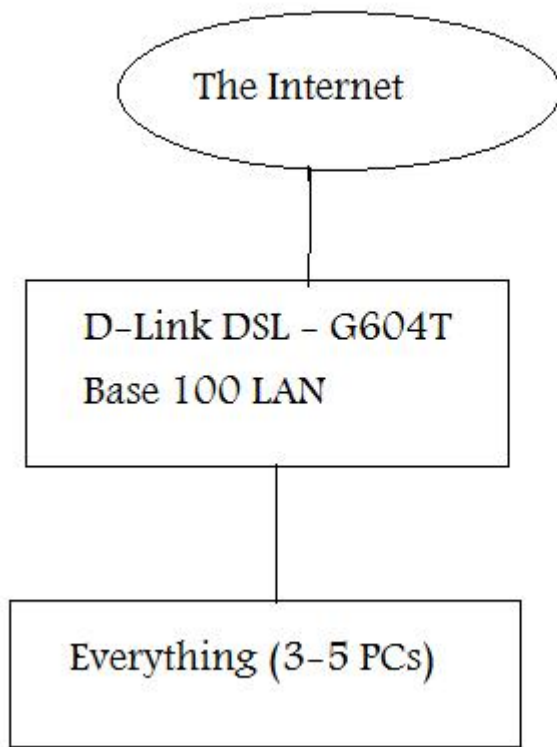 The Internet
D-Link DSL - G604T
Base 100 LAN
Everything (3-5 PCs)